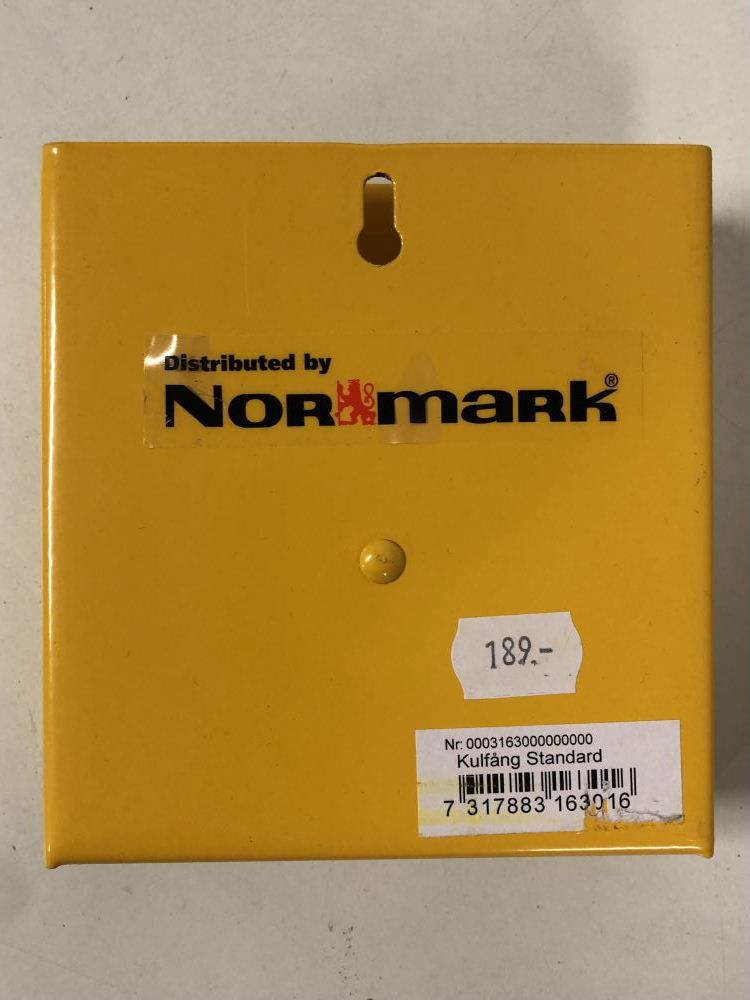 Distributed by
Normark®
189.-
Nr: 0003163000000000
Kulfång Standard
7 317883 163016